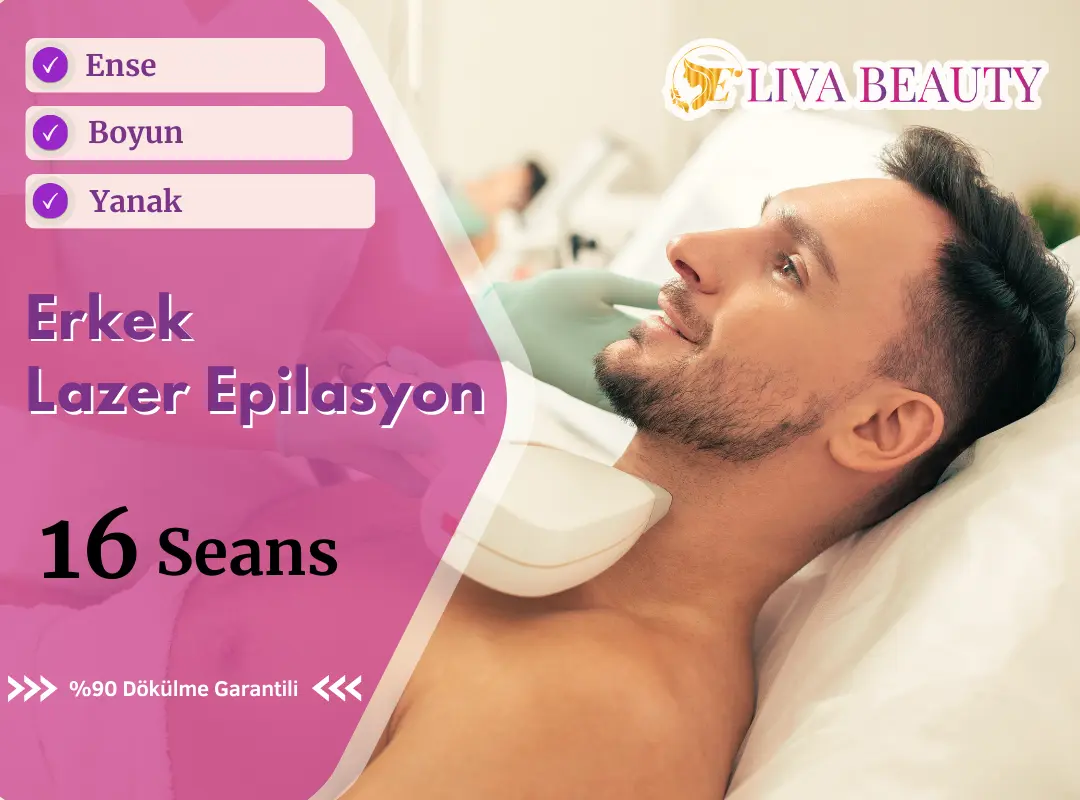 Ense
Boyun
Yanak
ELIVA BEAUTY
Erkek
Lazer Epilasyon
16 Seans
%90 Dökülme Garantili